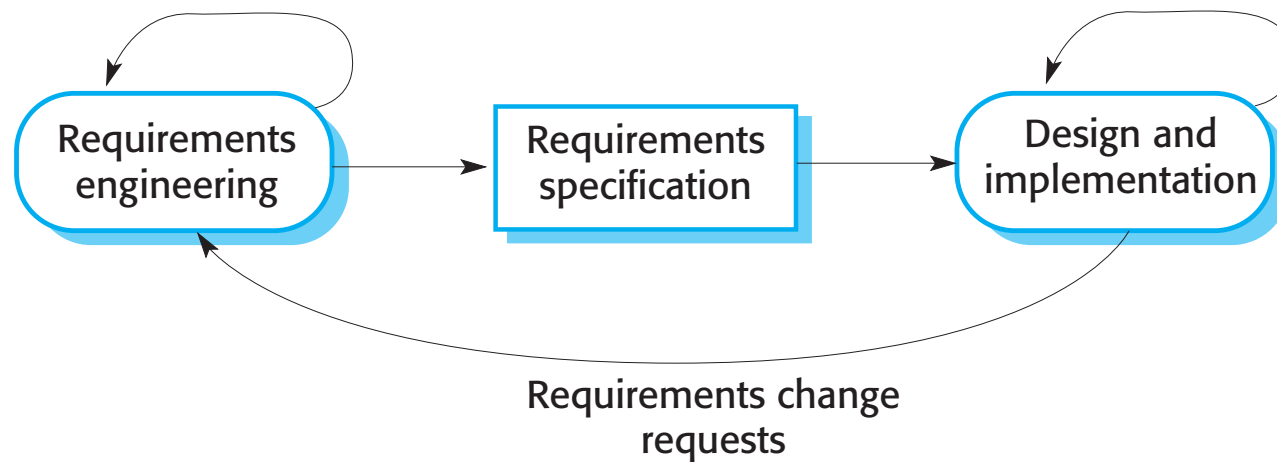 Requirements
engineering
Requirements
specification
Design and
implementation
Requirements change
requests